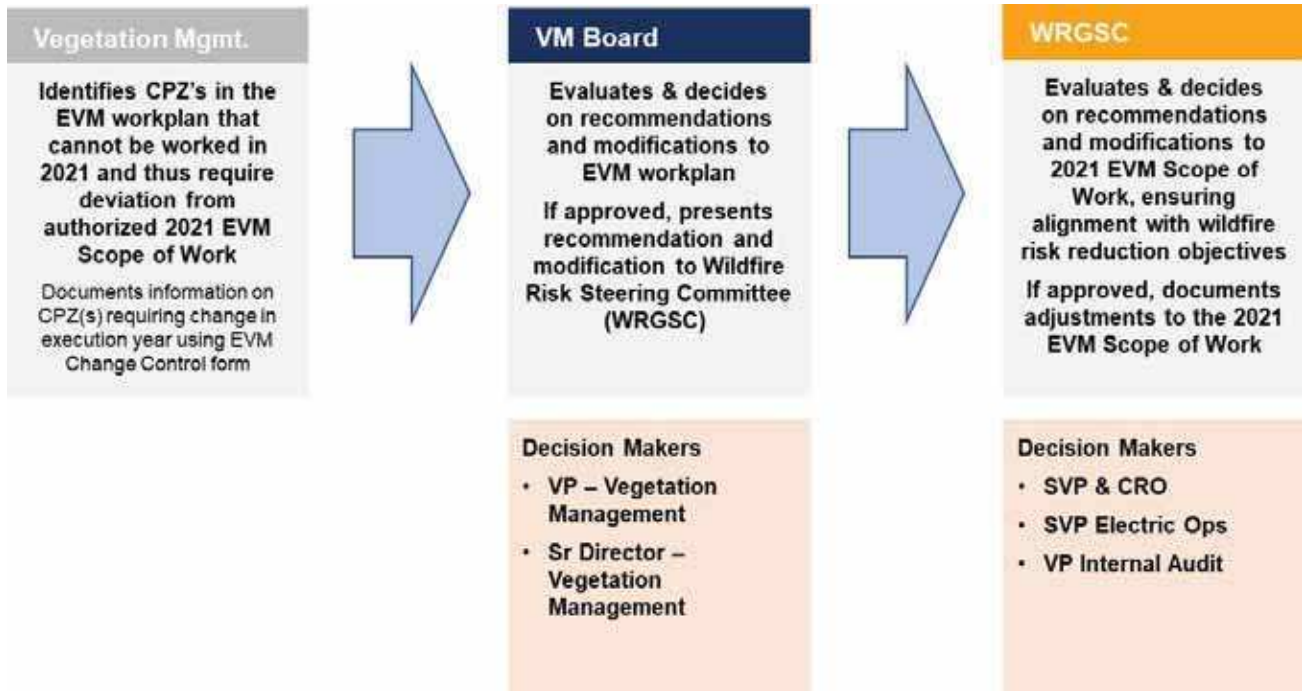 Vegetation Mgmt.
Identifies CPZ's in the
EVM workplan that
cannot be worked in
2021 and thus require
deviation from
authorized 2021 EVM
Scope of Work
Documents information on
CPZ(s) requiring change in
execution year using EVM
Change Control form
VM Board
Evaluates & decides
on recommendations
and modifications to
EVM workplan
If approved, presents
recommendation and
modification to Wildfire
Risk Steering Committee
(WRGSC)
Decision Makers
• VP – Vegetation
Management
• Sr Director –
Vegetation
Management
WRGSC
Evaluates & decides
on recommendations
and modifications to
2021 EVM Scope of
Work, ensuring
alignment with wildfire
risk reduction objectives
If approved, documents
adjustments to the 2021
EVM Scope of Work
Decision Makers
• SVP & CRO
• SVP Electric Ops
• VP Internal Audit